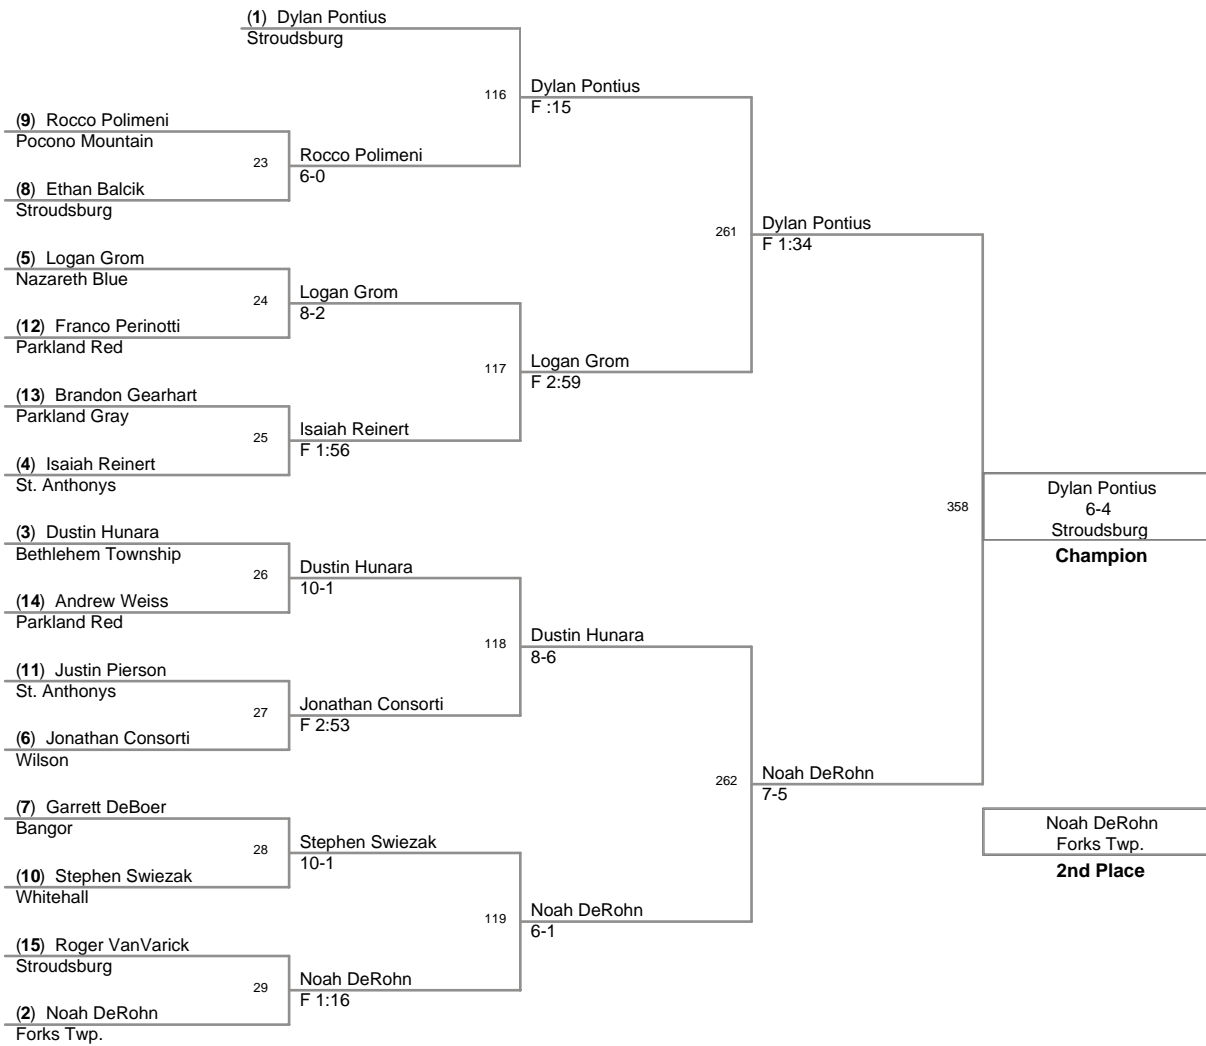 (1) Dylan Pontius
Stroudsburg
116
Dylan Pontius
F :15
(9) Rocco Polimeni
Pocono Mountain
23
Rocco Polimeni
6-0
(8) Ethan Balcik
Stroudsburg
261
Dylan Pontius
F 1:34
(5) Logan Grom
Nazareth Blue
24
Logan Grom
8-2
(12) Franco Perinotti
Parkland Red
117
Logan Grom
F 2:59
(13) Brandon Gearhart
Parkland Gray
25
Isaiah Reinert
F 1:56
(4) Isaiah Reinert
St. Anthonys
358
Dylan Pontius
6-4
Stroudsburg
Champion
(3) Dustin Hunara
Bethlehem Township
26
Dustin Hunara
10-1
(14) Andrew Weiss
Parkland Red
118
Dustin Hunara
8-6
(11) Justin Pierson
St. Anthonys
27
Jonathan Consorti
F 2:53
(6) Jonathan Consorti
Wilson
262
Noah DeRohn
7-5
(7) Garrett DeBoer
Bangor
28
Stephen Swiezak
10-1
(10) Stephen Swiezak
Whitehall
119
Noah DeRohn
6-1
(15) Roger VanVarick
Stroudsburg
29
Noah DeRohn
F 1:16
(2) Noah DeRohn
Forks Twp.
Noah DeRohn
Forks Twp.
2nd Place